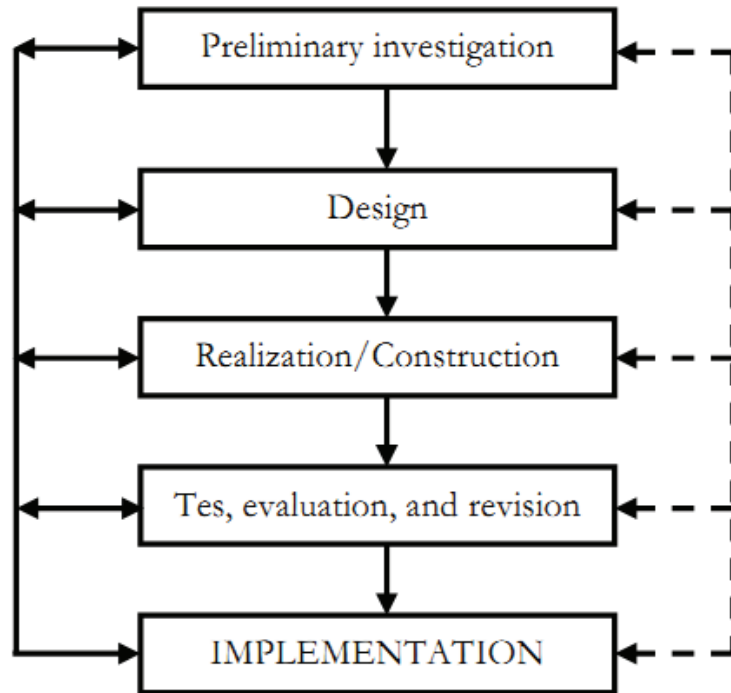 Preliminary investigation
Design
Realization/Construction
Tes, evaluation, and revision
IMPLEMENTATION